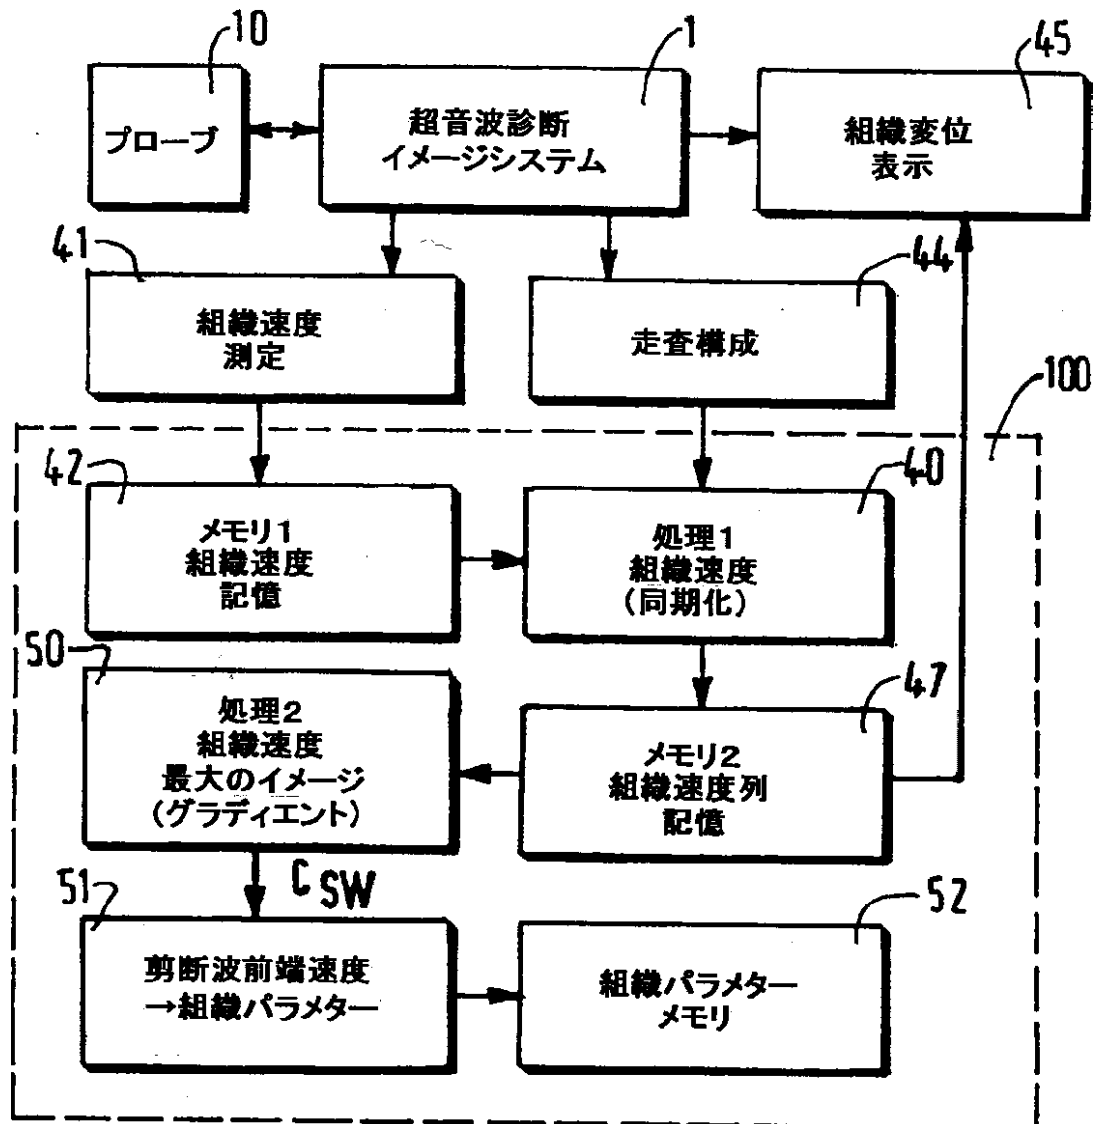 10
1
45
プローブ
超音波診断
イメージシステム
組織変位
表示
41
44
組織速度
測定
走査構成
100
42
40
メモリ1
組織速度
記憶
処理1
組織速度
(同期化)
50
47
処理2
組織速度
最大のイメージ
(グラディエント)
メモリ2
組織速度列
記憶
C SW
51
52
剪断波前端速度
→組織パラメター
組織パラメター
メモリ